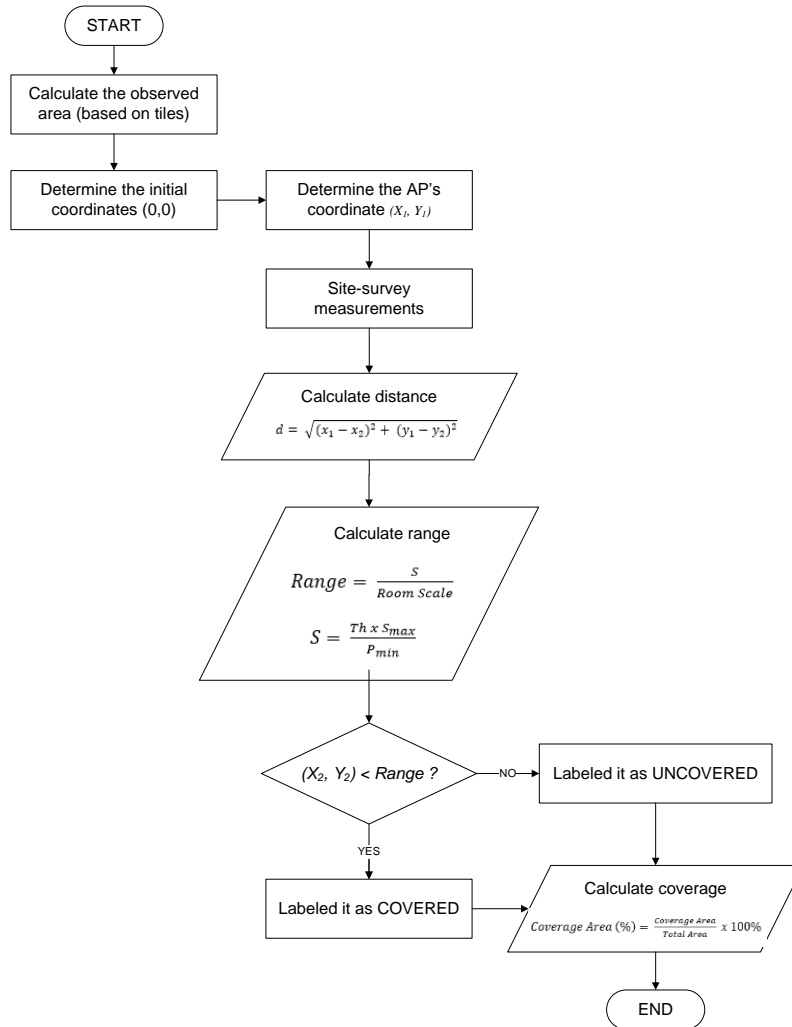 START
Calculate the observed
area (based on tiles)
Determine the initial
coordinates (0,0)
Determine the AP's
coordinate (X₁, Y₁)
Site-survey
measurements
Calculate distance
d = √((x₁ − x₂)² + (y₁ − y₂)²)
Calculate range
Range = S / Room Scale
S = Th x S_max / P_min
(X₂, Y₂) < Range ?
NO
Labeled it as UNCOVERED
YES
Labeled it as COVERED
Calculate coverage
Coverage Area (%) = Coverage Area / Total Area x 100%
END